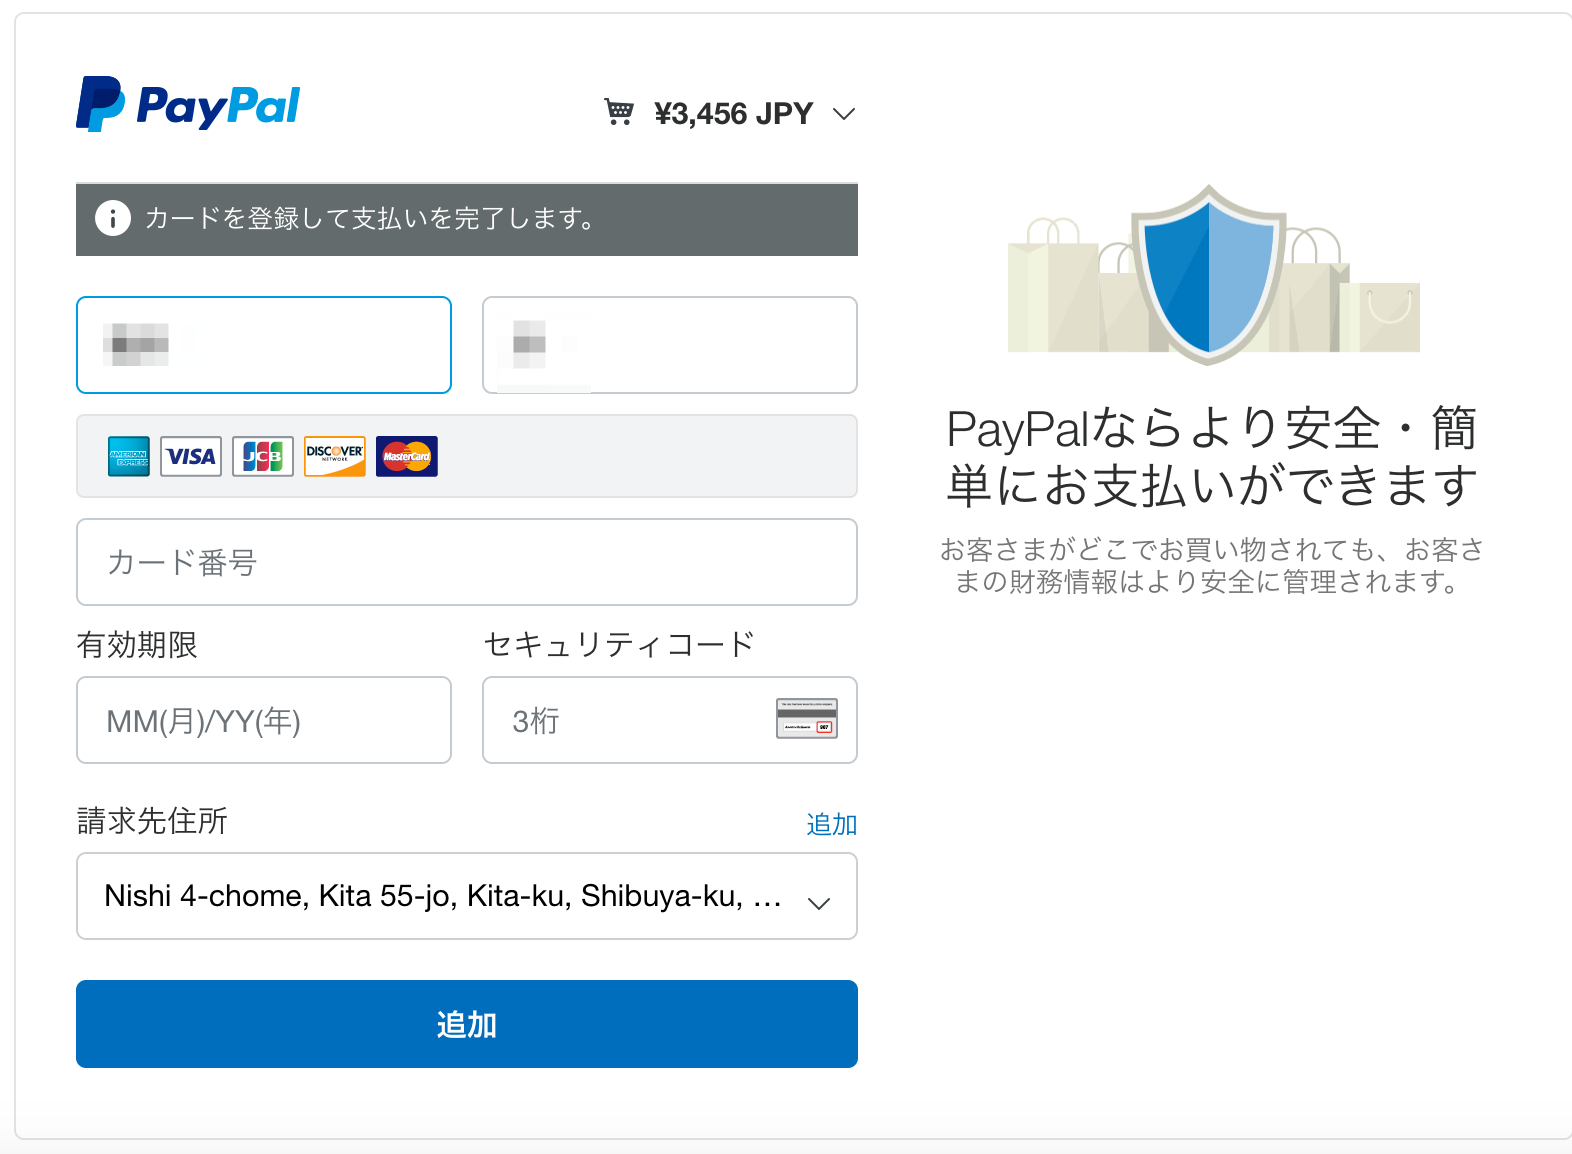 PayPal
¥3,456 JPY
カードを登録して支払いを完了します。
AMERICAN EXPRESS
VISA
JCB
DISCOVER
NETWORK
MasterCard
カード番号
有効期限
セキュリティコード
MM(月)/YY(年)
3桁
請求先住所
追加
Nishi 4-chome, Kita 55-jo, Kita-ku, Shibuya-ku, …
追加
PayPalならより安全・簡
単にお支払いができます
お客さまがどこでお買い物されても、お客さ
まの財務情報はより安全に管理されます。